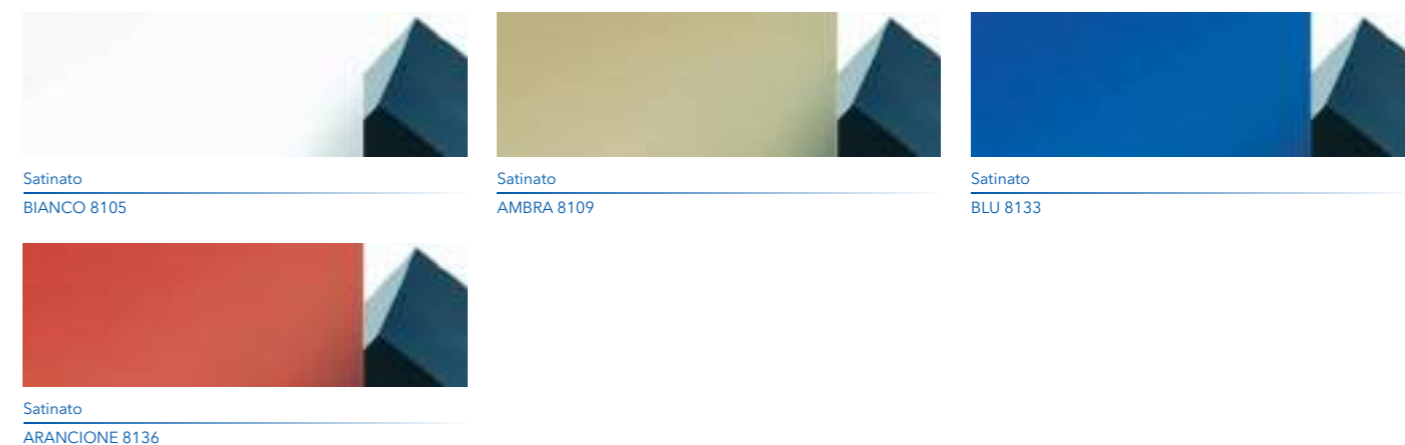 Satinato
BIANCO 8105
Satinato
AMBRA 8109
Satinato
BLU 8133
Satinato
ARANCIONE 8136